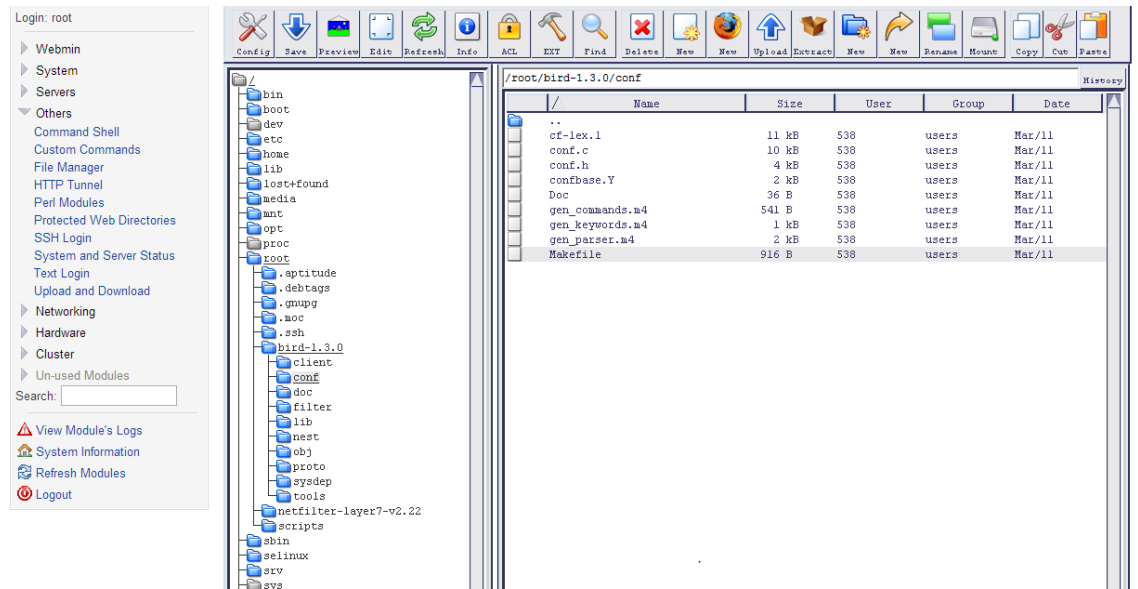 Login: root
Webmin
System
Servers
Others
Command Shell
Custom Commands
File Manager
HTTP Tunnel
Perl Modules
Protected Web Directories
SSH Login
System and Server Status
Text Login
Upload and Download
Networking
Hardware
Cluster
Un-used Modules
Search:
View Module's Logs
System Information
Refresh Modules
Logout
Config Save Preview Edit Refresh Info ACL EXT Find Delete New New Upload Extract New New Rename Mount Copy Cut Paste
/
bin
boot
dev
etc
home
lib
lost+found
media
mnt
opt
proc
root
.aptitude
.debtags
.gnupg
.moc
.ssh
bird-1.3.0
client
conf
doc
filter
lib
nest
obj
proto
sysdep
tools
netfilter-layer7-v2.22
scripts
sbin
selinux
srv
sys
/root/bird-1.3.0/conf History
/ Name Size User Group Date
..
cf-lex.l 11 kB 538 users Mar/11
conf.c 10 kB 538 users Mar/11
conf.h 4 kB 538 users Mar/11
confbase.Y 2 kB 538 users Mar/11
Doc 36 B 538 users Mar/11
gen_commands.m4 541 B 538 users Mar/11
gen_keywords.m4 1 kB 538 users Mar/11
gen_parser.m4 2 kB 538 users Mar/11
Makefile 916 B 538 users Mar/11